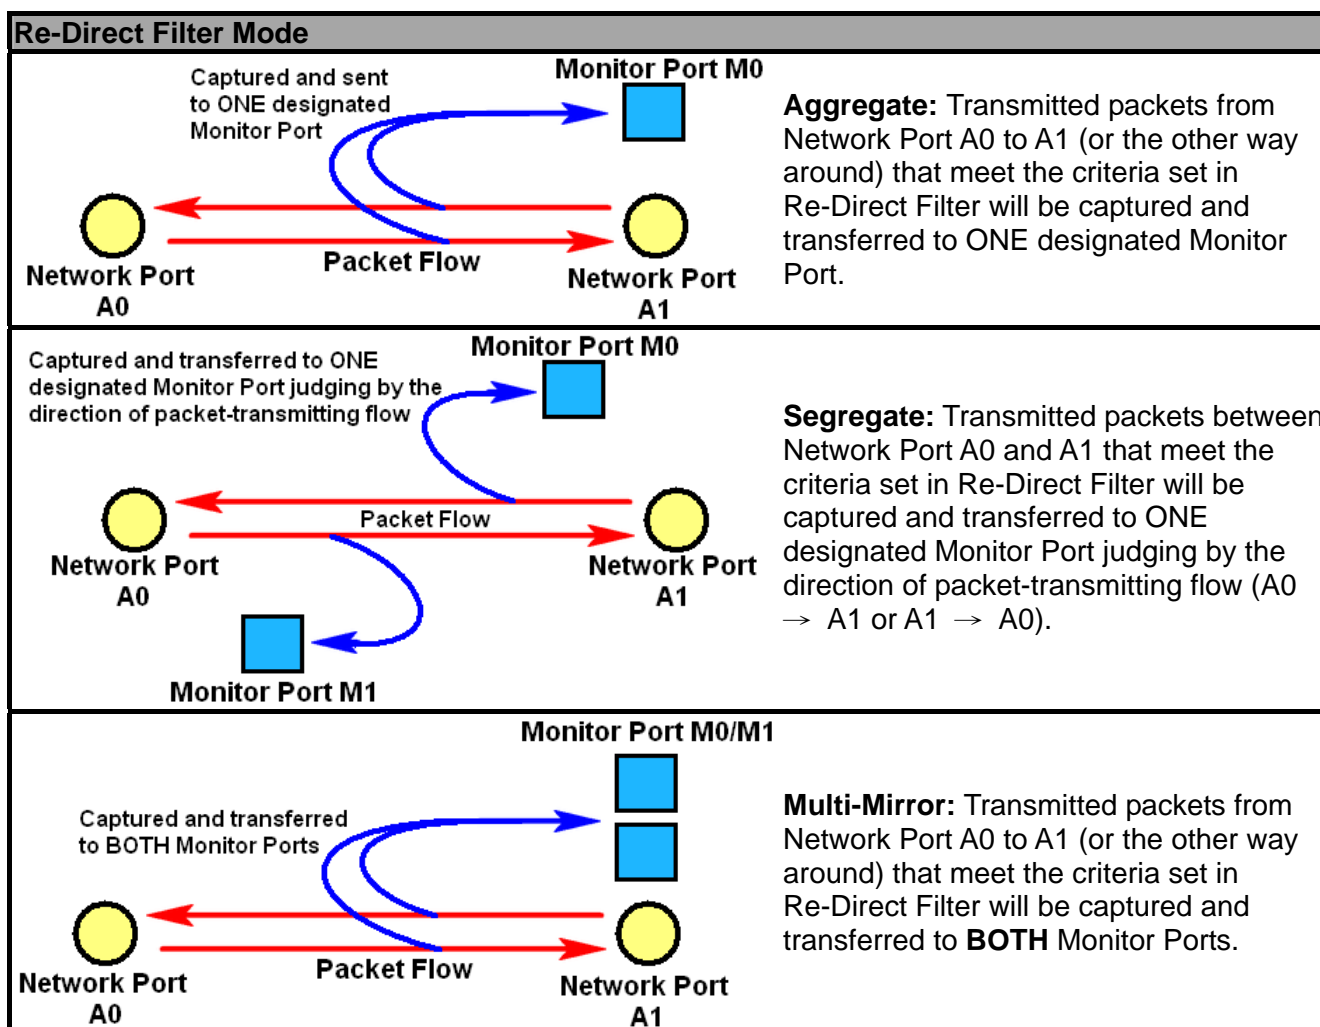 Re-Direct Filter Mode
Captured and sent
to ONE designated
Monitor Port
Monitor Port M0
Network Port
A0
Packet Flow
Network Port
A1
Aggregate: Transmitted packets from
Network Port A0 to A1 (or the other way
around) that meet the criteria set in
Re-Direct Filter will be captured and
transferred to ONE designated Monitor
Port.
Captured and transferred to ONE
designated Monitor Port judging by the
direction of packet-transmitting flow
Monitor Port M0
Packet Flow
Network Port
A0
Network Port
A1
Monitor Port M1
Segregate: Transmitted packets between
Network Port A0 and A1 that meet the
criteria set in Re-Direct Filter will be
captured and transferred to ONE
designated Monitor Port judging by the
direction of packet-transmitting flow (A0
→ A1 or A1 → A0).
Monitor Port M0/M1
Captured and transferred
to BOTH Monitor Ports
Packet Flow
Network Port
A0
Network Port
A1
Multi-Mirror: Transmitted packets from
Network Port A0 to A1 (or the other way
around) that meet the criteria set in
Re-Direct Filter will be captured and
transferred to BOTH Monitor Ports.